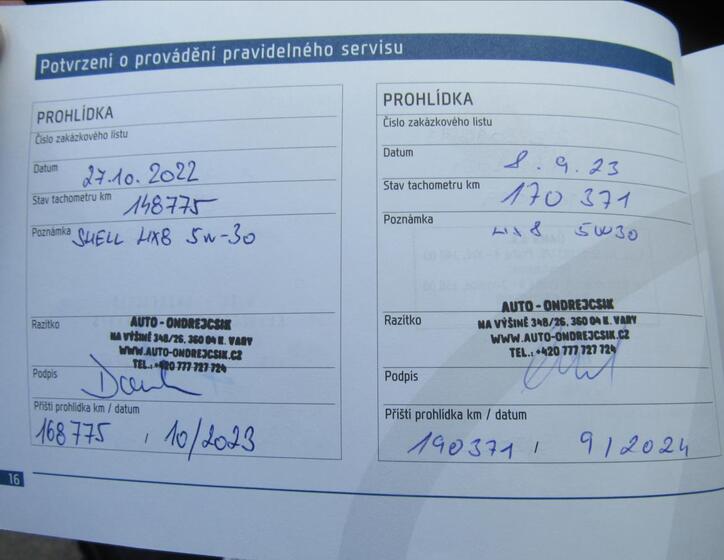 Potvrzení o provádění pravidelného servisu
PROHLÍDKA
Číslo zakázkového listu
Datum 27.10.2022
Stav tachometru km 148775
Poznámka SHELL HX8 5W-30
Razítko
AUTO - ONDREJCSIK
NA VÝŠINĚ 348/26, 360 04 K. VARY
WWW.AUTO-ONDREJCSIK.CZ
TEL.: +420 777 727 724
Podpis
Příští prohlídka km / datum
168775 , 10/2023
PROHLÍDKA
Číslo zakázkového listu
Datum 8.9.23
Stav tachometru km 170 371
Poznámka HX8 5W30
Razítko
AUTO - ONDREJCSIK
NA VÝŠINĚ 348/26, 360 04 K. VARY
WWW.AUTO-ONDREJCSIK.CZ
TEL.: +420 777 727 724
Podpis
Příští prohlídka km / datum
190371 , 9/2024
16